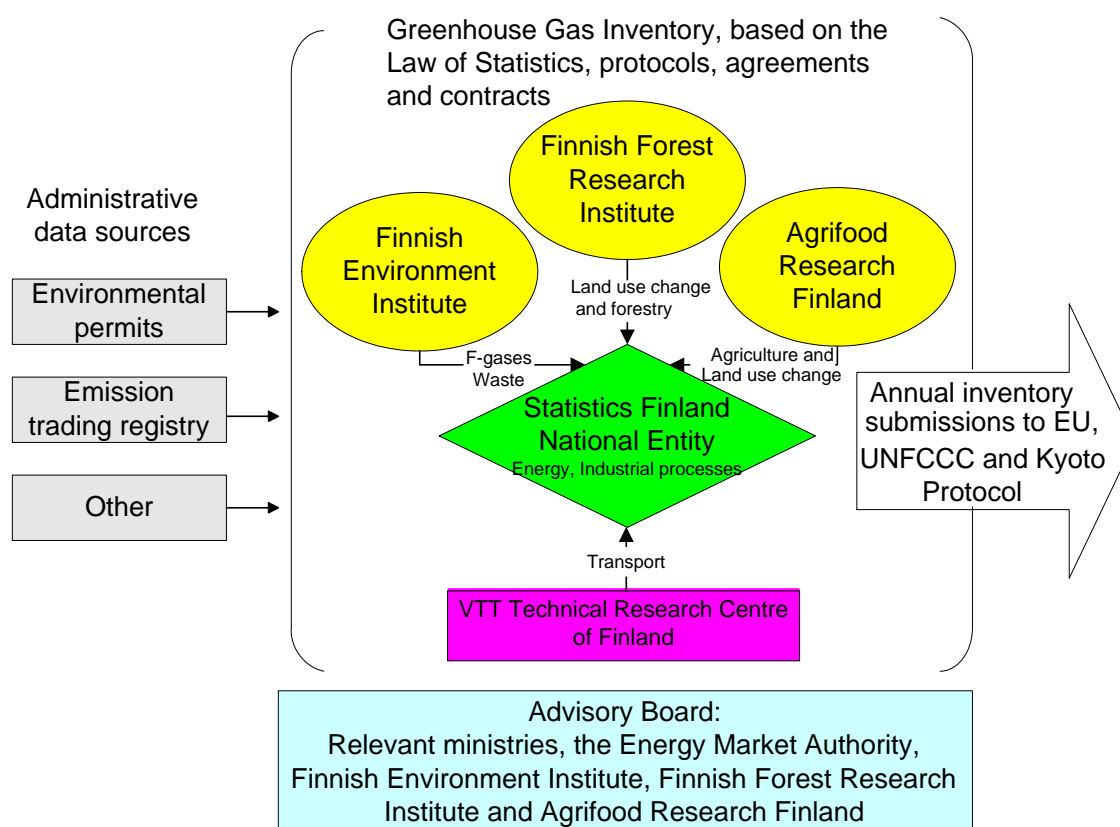 Greenhouse Gas Inventory, based on the
Law of Statistics, protocols, agreements
and contracts
Finnish Forest
Research
Institute
Administrative
data sources
Finnish
Environment
Institute
Agrifood
Research
Finland
Environmental
permits
Land use change
and forestry
F-gases
Waste
Agriculture and
Land use change
Emission
trading registry
Statistics Finland
National Entity
Energy, Industrial processes
Annual inventory
submissions to EU,
UNFCCC and Kyoto
Protocol
Other
Transport
VTT Technical Research Centre
of Finland
Advisory Board:
Relevant ministries, the Energy Market Authority,
Finnish Environment Institute, Finnish Forest Research
Institute and Agrifood Research Finland